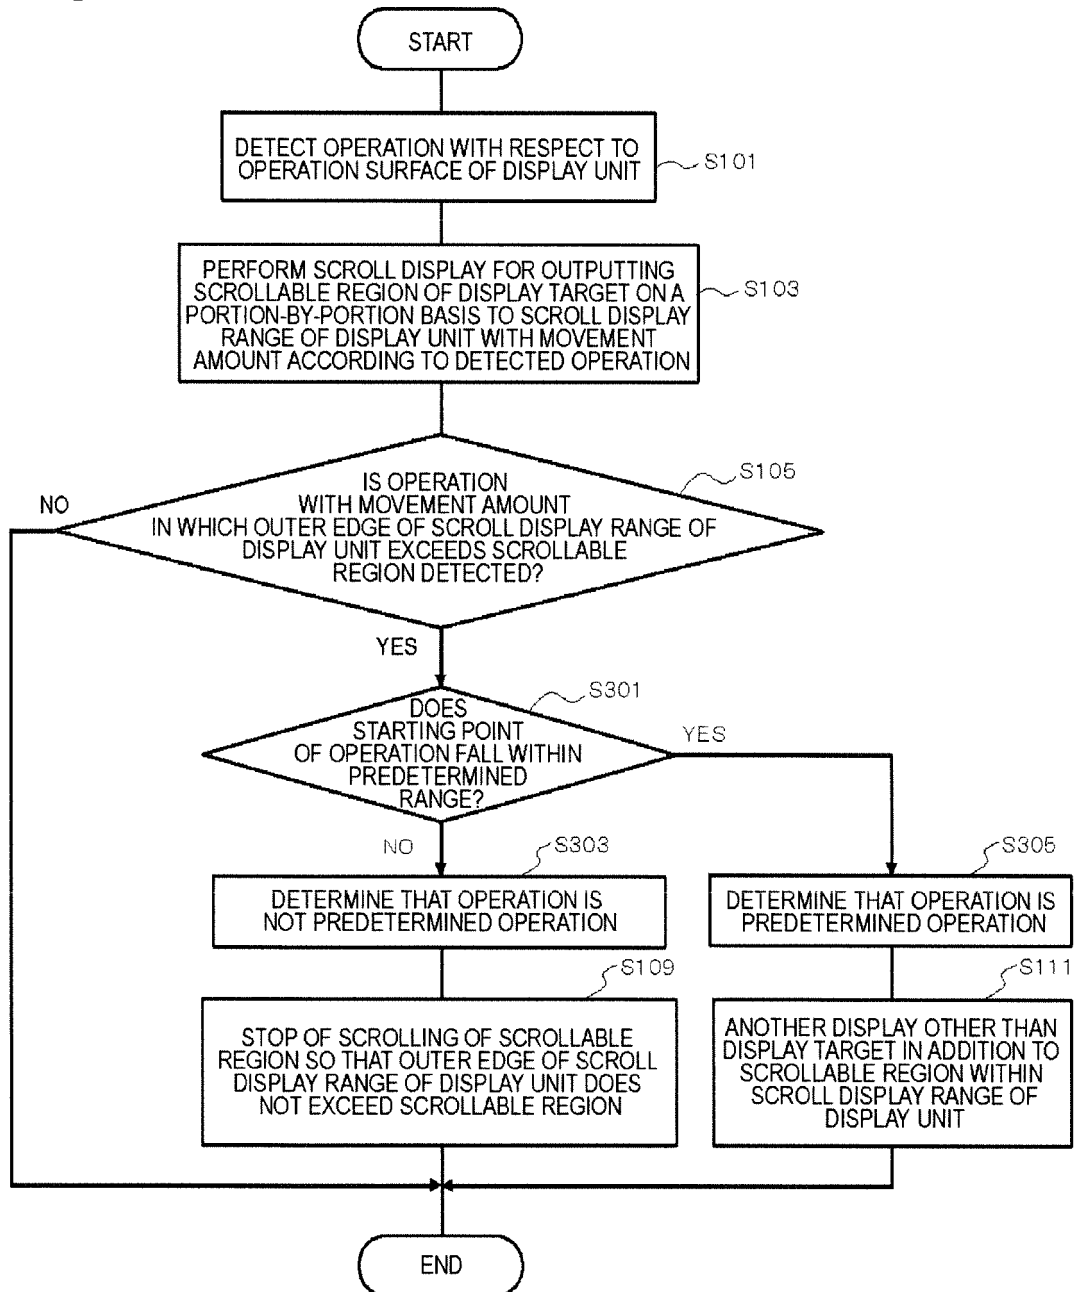 START
DETECT OPERATION WITH RESPECT TO
OPERATION SURFACE OF DISPLAY UNIT
S101
PERFORM SCROLL DISPLAY FOR OUTPUTTING
SCROLLABLE REGION OF DISPLAY TARGET ON A
PORTION-BY-PORTION BASIS TO SCROLL DISPLAY
RANGE OF DISPLAY UNIT WITH MOVEMENT
AMOUNT ACCORDING TO DETECTED OPERATION
S103
IS OPERATION
WITH MOVEMENT AMOUNT
IN WHICH OUTER EDGE OF SCROLL DISPLAY RANGE OF
DISPLAY UNIT EXCEEDS SCROLLABLE
REGION DETECTED?
S105
NO
YES
DOES
STARTING POINT
OF OPERATION FALL WITHIN
PREDETERMINED
RANGE?
S301
YES
NO
S303
DETERMINE THAT OPERATION IS
NOT PREDETERMINED OPERATION
S305
DETERMINE THAT OPERATION IS
PREDETERMINED OPERATION
S109
STOP OF SCROLLING OF SCROLLABLE
REGION SO THAT OUTER EDGE OF SCROLL
DISPLAY RANGE OF DISPLAY UNIT DOES
NOT EXCEED SCROLLABLE REGION
S111
ANOTHER DISPLAY OTHER THAN
DISPLAY TARGET IN ADDITION TO
SCROLLABLE REGION WITHIN
SCROLL DISPLAY RANGE OF
DISPLAY UNIT
END